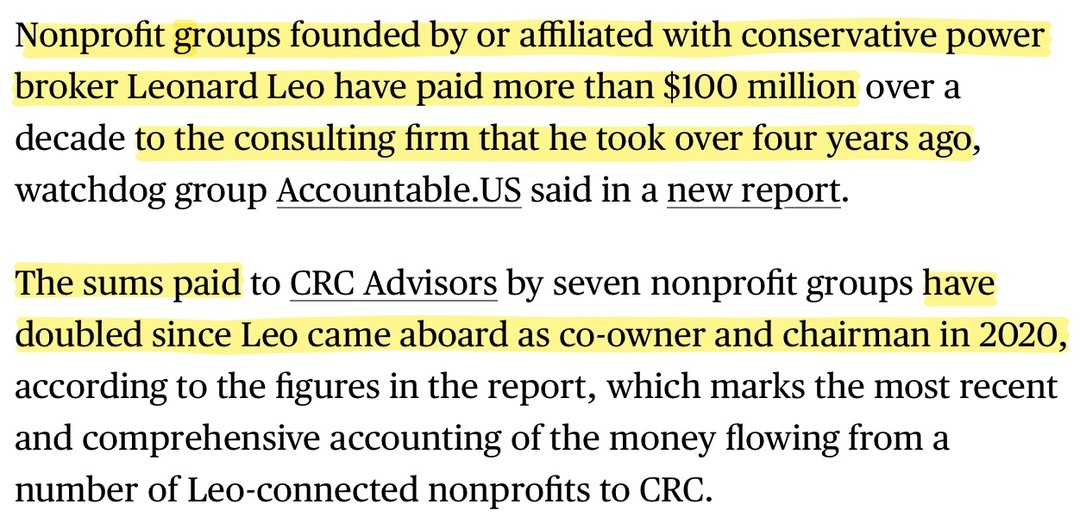 Nonprofit groups founded by or affiliated with conservative power
broker Leonard Leo have paid more than $100 million over a
decade to the consulting firm that he took over four years ago,
watchdog group Accountable.US said in a new report.
The sums paid to CRC Advisors by seven nonprofit groups have
doubled since Leo came aboard as co-owner and chairman in 2020,
according to the figures in the report, which marks the most recent
and comprehensive accounting of the money flowing from a
number of Leo-connected nonprofits to CRC.